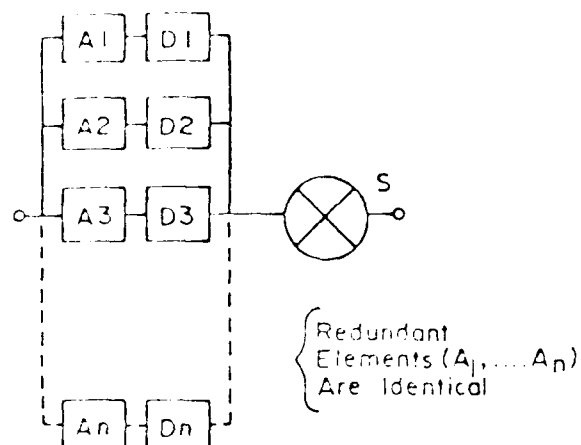 A1 D1
A2 D2
S
A3 D3
Redundant
Elements (A1, .... An)
Are Identical
An Dn